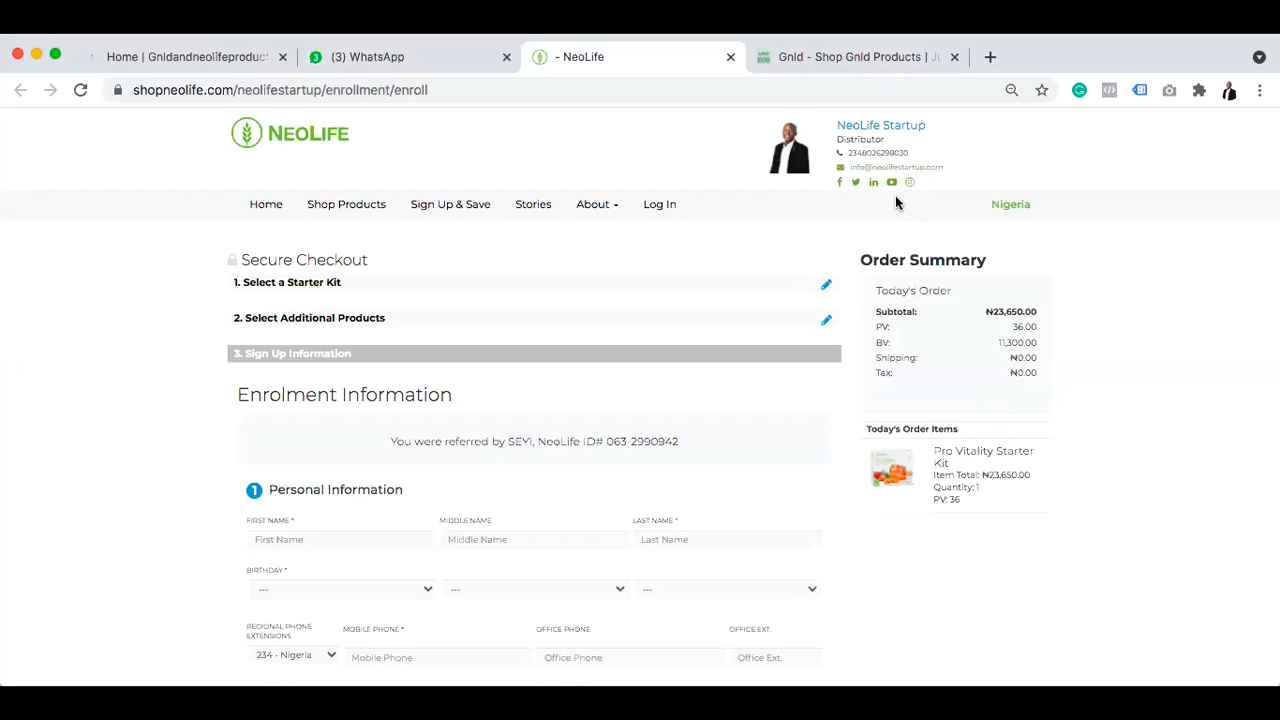 Home | Gnldandneolifeproduct
(3) WhatsApp
- NeoLife
Gnld - Shop Gnld Products | Ju
shopneolife.com/neolifestartup/enrollment/enroll
NEOLIFE
NeoLife Startup
Distributor
2348026298030
info@neolifestartup.com
Home
Shop Products
Sign Up & Save
Stories
About
Log In
Nigeria
Secure Checkout
1. Select a Starter Kit
2. Select Additional Products
3. Sign Up Information
Enrolment Information
You were referred by SEYI, NeoLife ID# 063-2990942
1 Personal Information
FIRST NAME *
MIDDLE NAME
LAST NAME *
First Name
Middle Name
Last Name
BIRTHDAY *
---
---
---
REGIONAL PHONE
EXTENSIONS
MOBILE PHONE *
OFFICE PHONE
OFFICE EXT.
234 - Nigeria
Mobile Phone
Office Phone
Office Ext.
Order Summary
Today's Order
Subtotal: ₦23,650.00
PV: 36.00
BV: 11,300.00
Shipping: ₦0.00
Tax: ₦0.00
Today's Order Items
Pro Vitality Starter
Kit
Item Total: ₦23,650.00
Quantity: 1
PV: 36